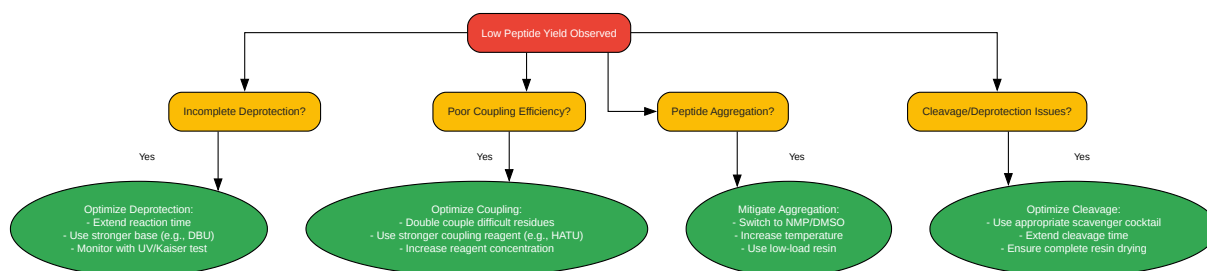 Low Peptide Yield Observed
Incomplete Deprotection?
Poor Coupling Efficiency?
Peptide Aggregation?
Cleavage/Deprotection Issues?
Yes
Yes
Yes
Yes
Optimize Deprotection:
- Extend reaction time
- Use stronger base (e.g., DBU)
- Monitor with UV/Kaiser test
Optimize Coupling:
- Double couple difficult residues
- Use stronger coupling reagent (e.g., HATU)
- Increase reagent concentration
Mitigate Aggregation:
- Switch to NMP/DMSO
- Increase temperature
- Use low-load resin
Optimize Cleavage:
- Use appropriate scavenger cocktail
- Extend cleavage time
- Ensure complete resin drying